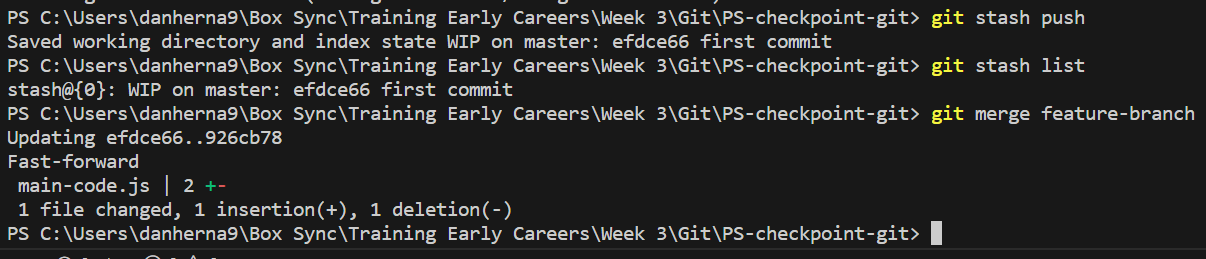 PS C:\Users\danherna9\Box Sync\Training Early Careers\Week 3\Git\PS-checkpoint-git> git stash push
Saved working directory and index state WIP on master: efdce66 first commit
PS C:\Users\danherna9\Box Sync\Training Early Careers\Week 3\Git\PS-checkpoint-git> git stash list
stash@{0}: WIP on master: efdce66 first commit
PS C:\Users\danherna9\Box Sync\Training Early Careers\Week 3\Git\PS-checkpoint-git> git merge feature-branch
Updating efdce66..926cb78
Fast-forward
 main-code.js | 2 +-
 1 file changed, 1 insertion(+), 1 deletion(-)
PS C:\Users\danherna9\Box Sync\Training Early Careers\Week 3\Git\PS-checkpoint-git>